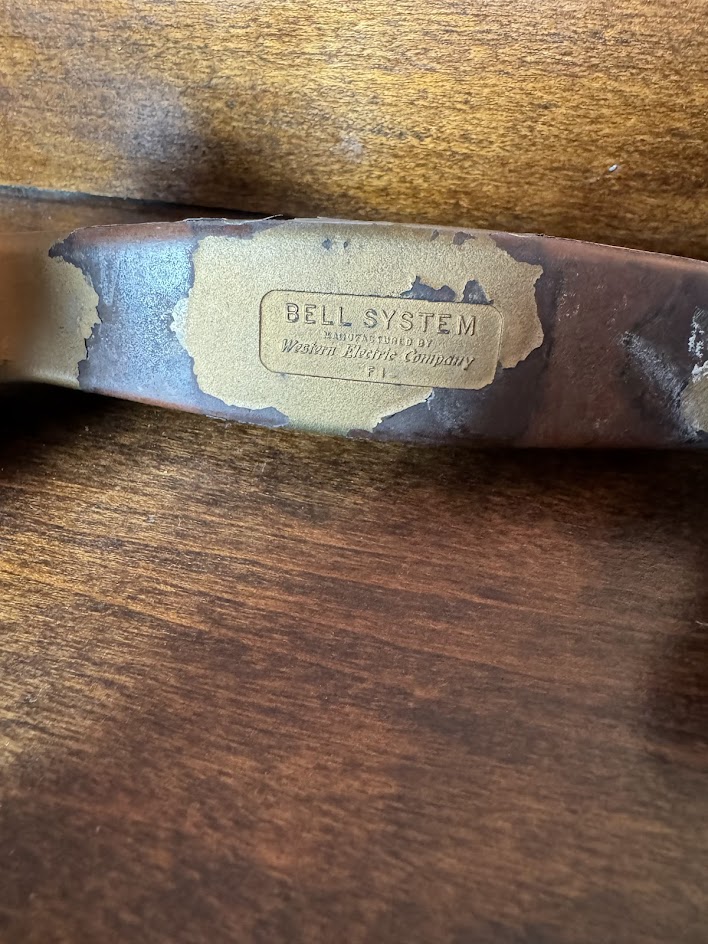 BELL SYSTEM
MANUFACTURED BY
Western Electric Company
F1